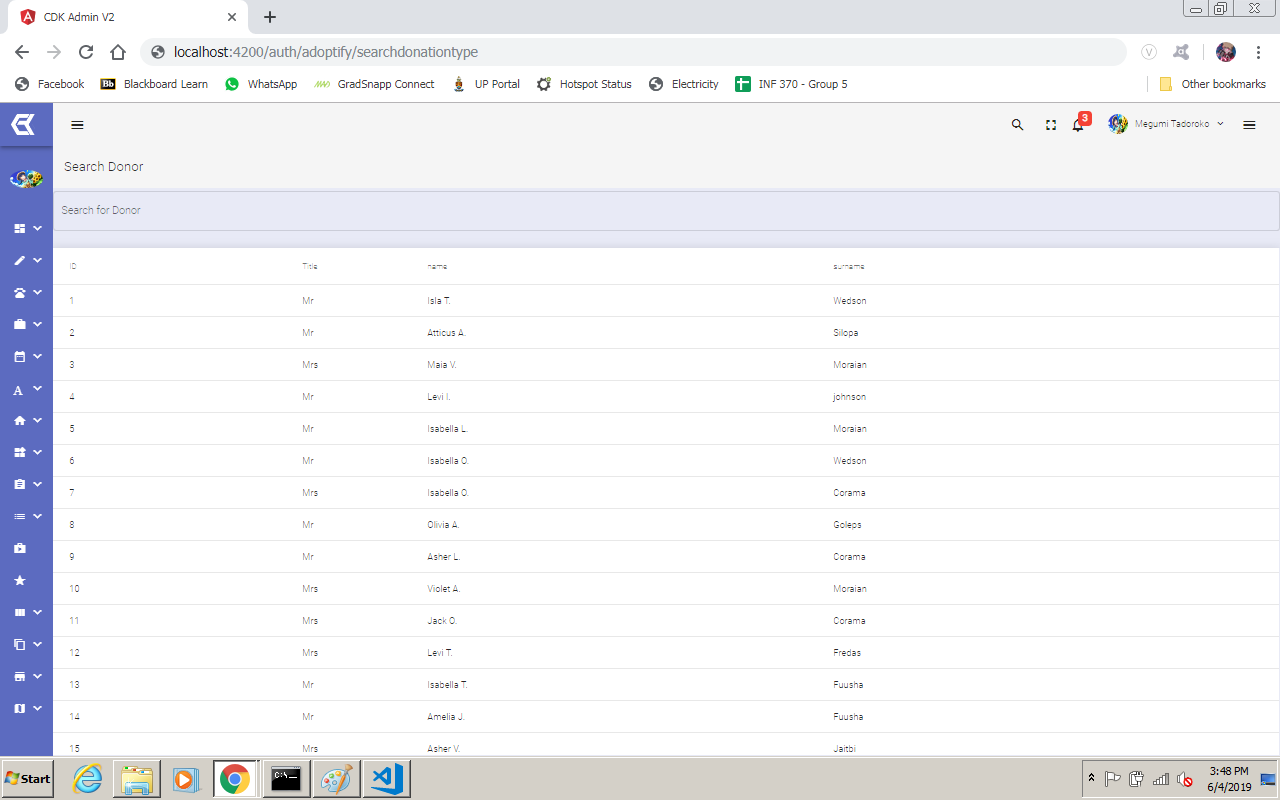 CDK Admin V2
localhost:4200/auth/adoptify/searchdonationtype
Facebook Bb Blackboard Learn WhatsApp GradSnapp Connect UP Portal Hotspot Status Electricity INF 370 - Group 5 Other bookmarks
3 Megumi Tadoroko
Search Donor
Search for Donor
ID Title name surname
1 Mr Isla T. Wedson
2 Mr Atticus A. Silopa
3 Mrs Maia V. Moraian
4 Mr Levi I. johnson
5 Mr Isabella L. Moraian
6 Mr Isabella O. Wedson
7 Mrs Isabella O. Corama
8 Mr Olivia A. Goleps
9 Mr Asher L. Corama
10 Mrs Violet A. Moraian
11 Mrs Jack O. Corama
12 Mrs Levi T. Fredas
13 Mr Isabella T. Fuusha
14 Mr Amelia J. Fuusha
15 Mrs Asher V. Jaitbi
Start
3:48 PM
6/4/2019